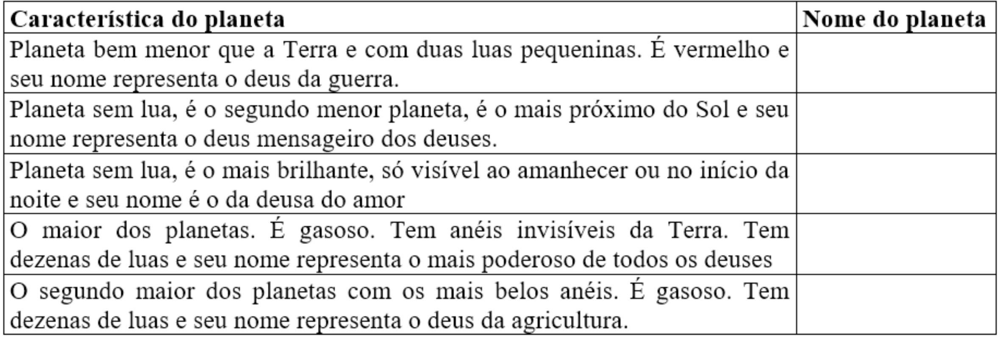 Característica do planeta Nome do planeta
Planeta bem menor que a Terra e com duas luas pequeninas. É vermelho e
seu nome representa o deus da guerra.
Planeta sem lua, é o segundo menor planeta, é o mais próximo do Sol e seu
nome representa o deus mensageiro dos deuses.
Planeta sem lua, é o mais brilhante, só visível ao amanhecer ou no início da
noite e seu nome é o da deusa do amor
O maior dos planetas. É gasoso. Tem anéis invisíveis da Terra. Tem
dezenas de luas e seu nome representa o mais poderoso de todos os deuses
O segundo maior dos planetas com os mais belos anéis. É gasoso. Tem
dezenas de luas e seu nome representa o deus da agricultura.